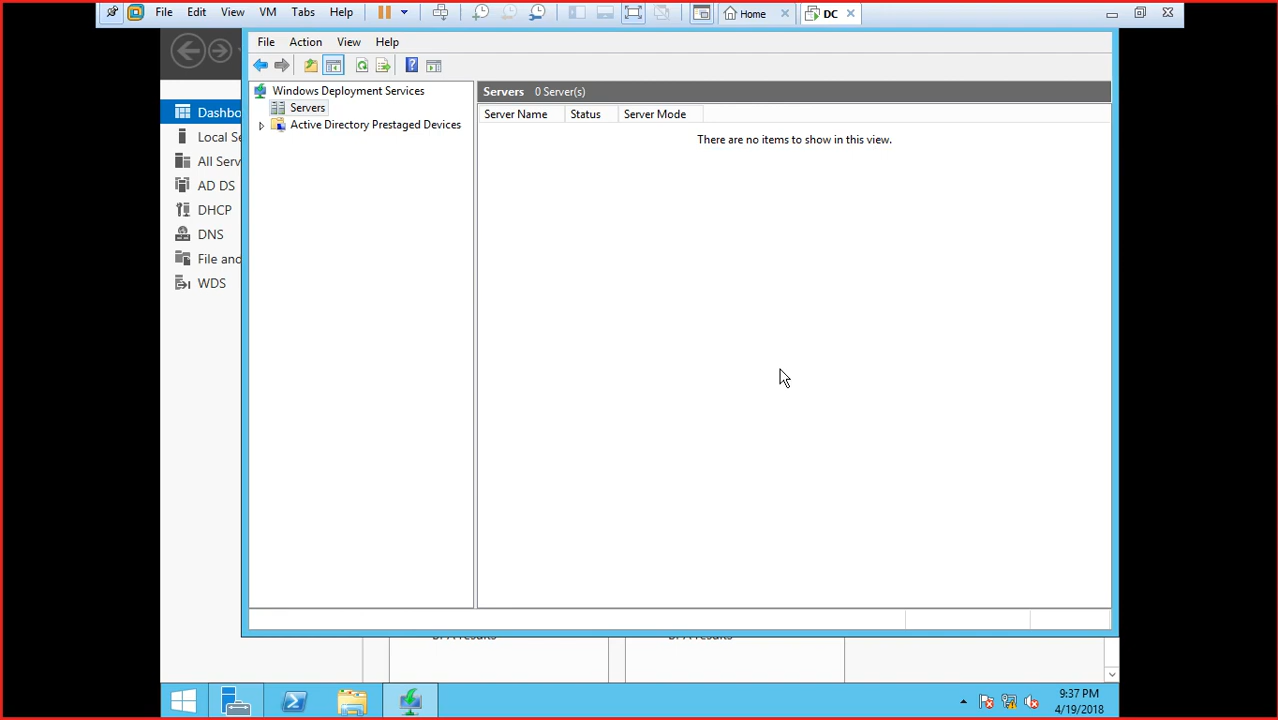 File Edit View VM Tabs Help Home DC
File Action View Help
Windows Deployment Services
Servers
Active Directory Prestaged Devices
Servers 0 Server(s)
Server Name Status Server Mode
There are no items to show in this view.
Dashbo
Local Se
All Serv
AD DS
DHCP
DNS
File and
WDS
9:37 PM
4/19/2018